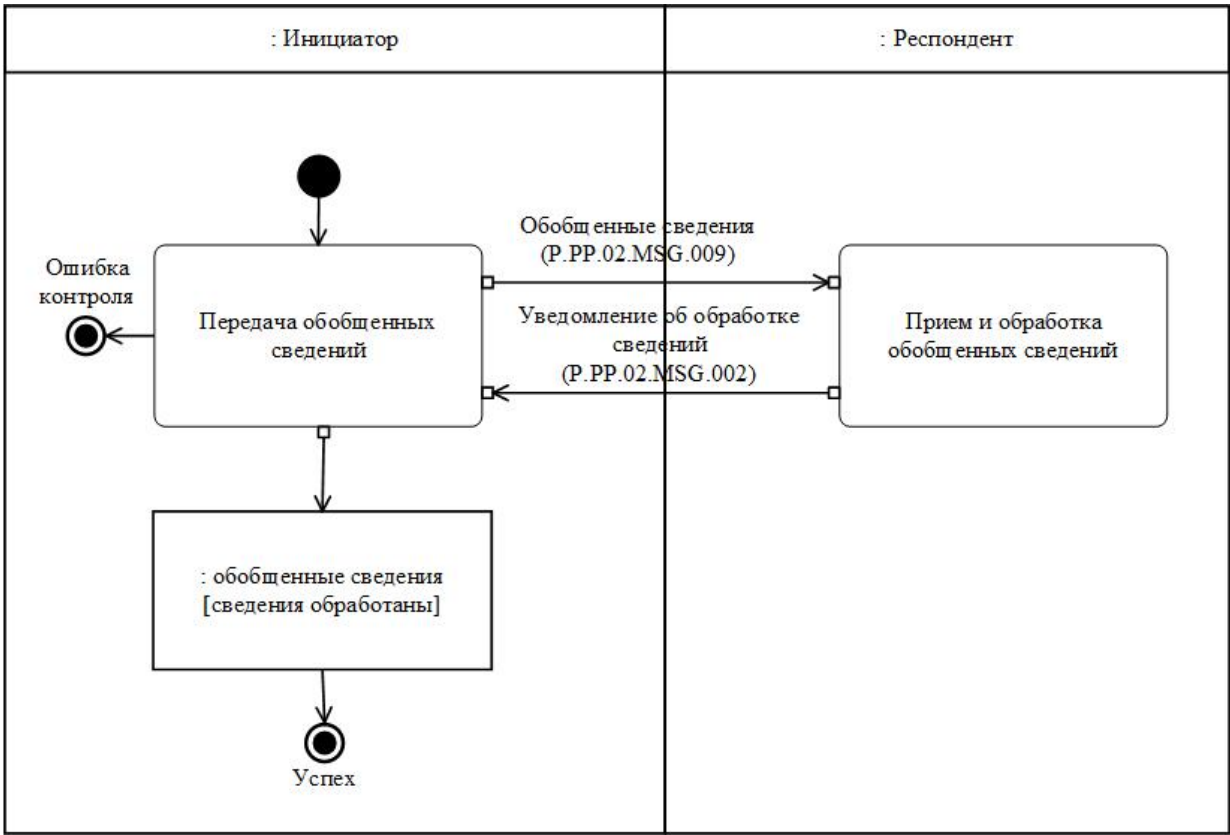 : Инициатор
: Респондент
Обобщенные сведения
(P.PP.02.MSG.009)
Ошибка
контроля
Передача обобщенных
сведений
Уведомление об обработке
сведений
(P.PP.02.MSG.002)
Прием и обработка
обобщенных сведений
: обобщенные сведения
[сведения обработаны]
Успех